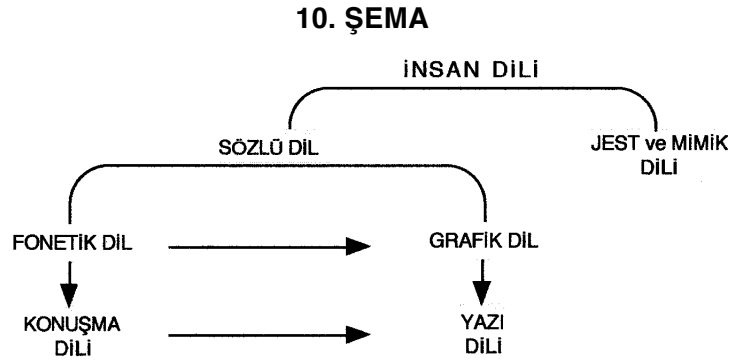 10. ŞEMA
İNSAN DİLİ
SÖZLÜ DİL
JEST ve MİMİK
DİLİ
FONETİK DİL
GRAFİK DİL
KONUŞMA
DİLİ
YAZI
DİLİ